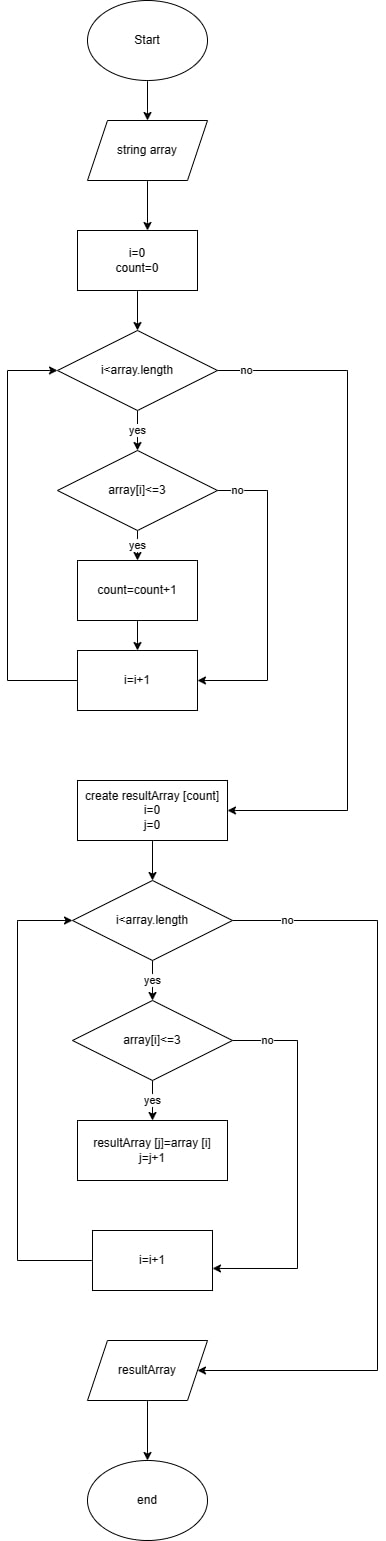 Start
string array
i=0
count=0
i<array.length
no
yes
array[i]<=3
no
yes
count=count+1
i=i+1
create resultArray [count]
i=0
j=0
i<array.length
no
yes
array[i]<=3
no
yes
resultArray [j]=array [i]
j=j+1
i=i+1
resultArray
end